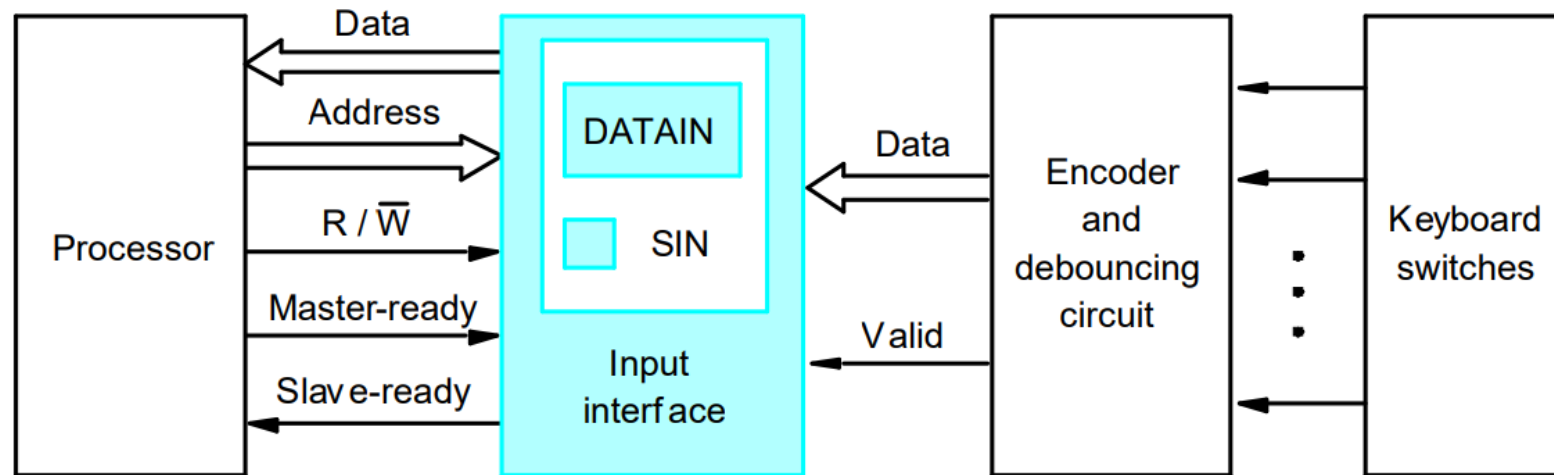 Data
Address
R / W̅
Master-ready
Slave-ready
Processor
DATAIN
SIN
Input
interface
Data
Valid
Encoder
and
debouncing
circuit
Keyboard
switches